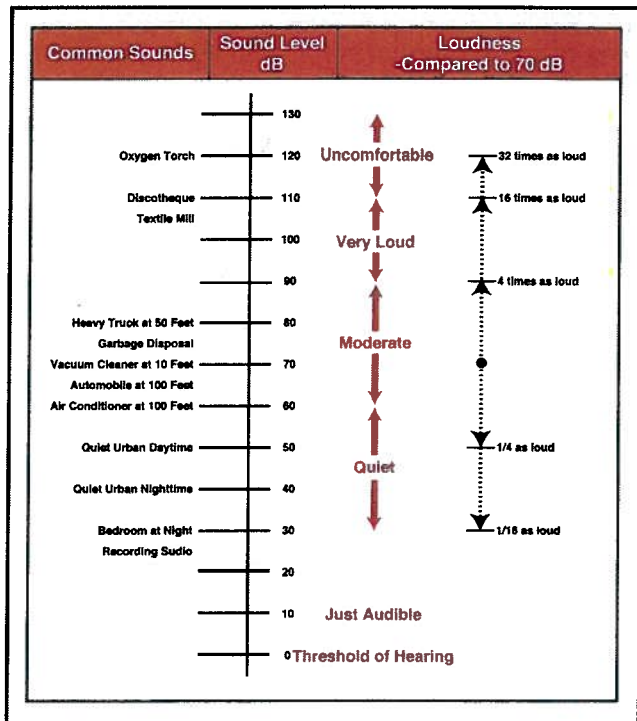 Common Sounds Sound Level dB Loudness -Compared to 70 dB
130
Oxygen Torch 120 Uncomfortable 32 times as loud
Discotheque 110 16 times as loud
Textile Mill
100 Very Loud
90 4 times as loud
Heavy Truck at 50 Feet 80
Garbage Disposal Moderate
Vacuum Cleaner at 10 Feet 70
Automobile at 100 Feet
Air Conditioner at 100 Feet 60
Quiet Urban Daytime 50 1/4 as loud
Quiet
Quiet Urban Nighttime 40
Bedroom at Night 30 1/16 as loud
Recording Sudio
20
10 Just Audible
0 Threshold of Hearing